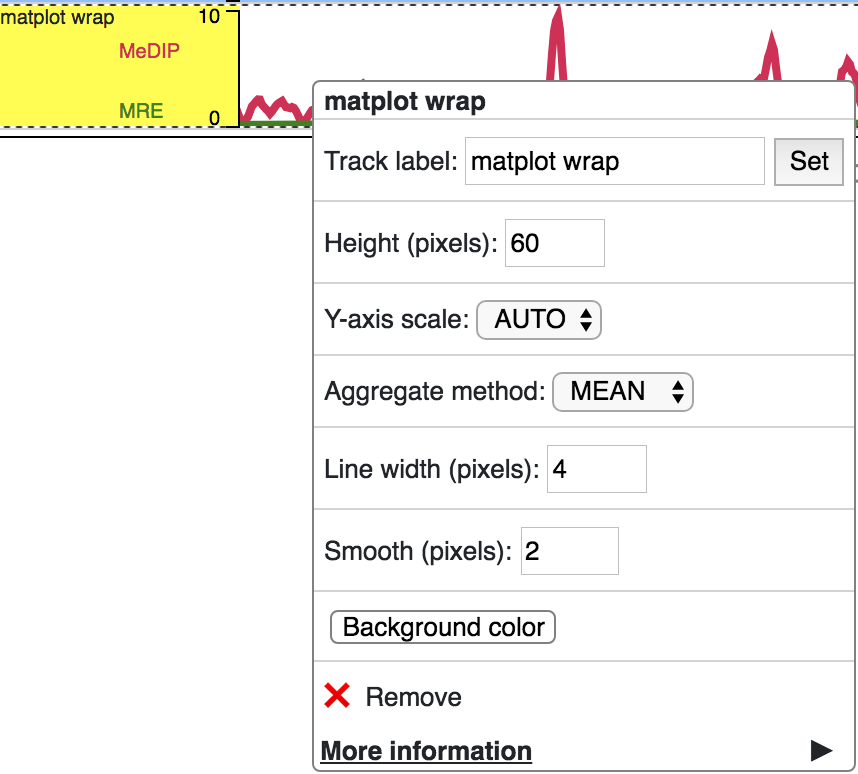 matplot wrap
10
MeDIP
MRE
0
matplot wrap
Track label: matplot wrap Set
Height (pixels): 60
Y-axis scale: AUTO
Aggregate method: MEAN
Line width (pixels): 4
Smooth (pixels): 2
Background color
Remove
More information